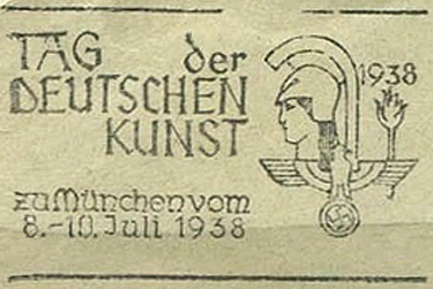 TAG der
DEUTSCHEN
KUNST
1938
zu München vom
8.-10. Juli 1938